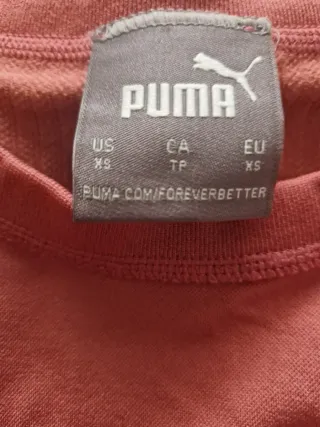 PUMA
US CA EU
XS TP XS
PUMA.COM/FOREVERBETTER